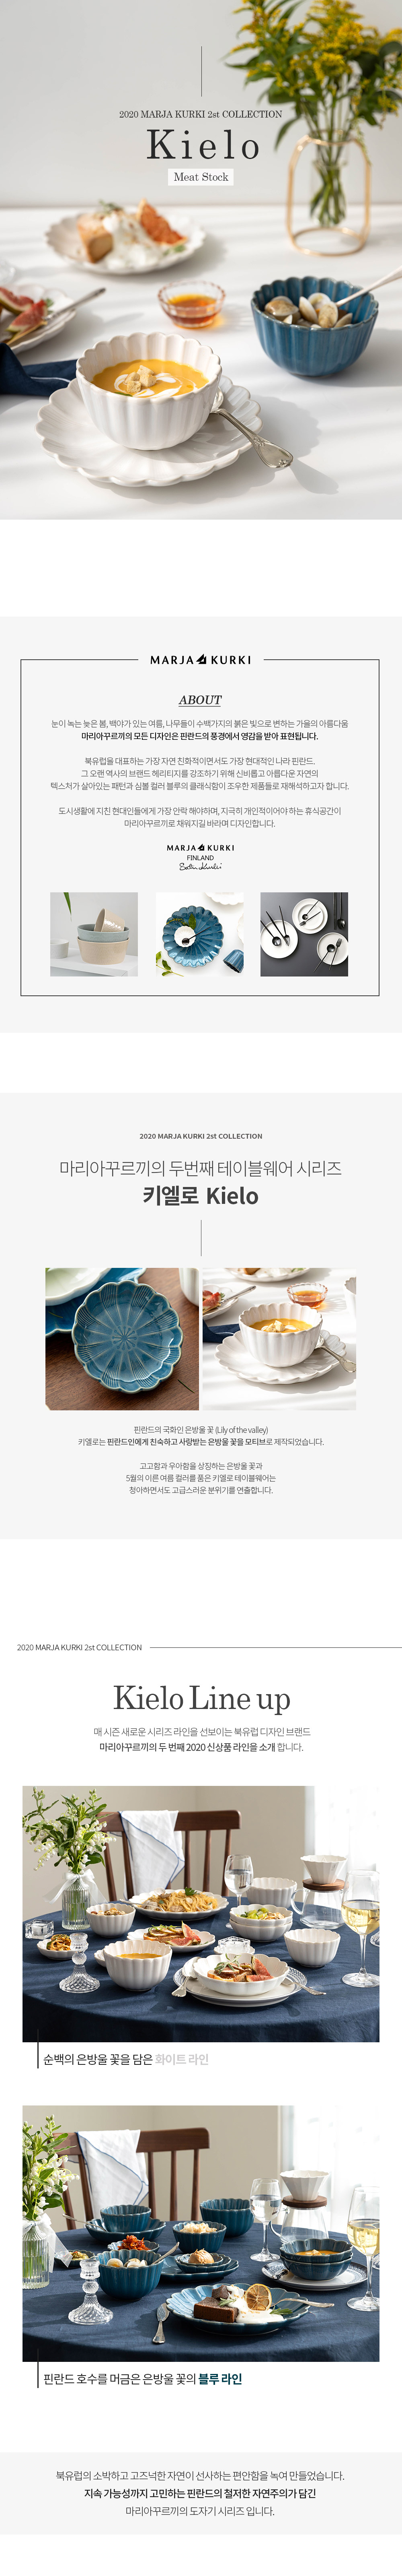 2020 MARJA KURKI 2st COLLECTION
Kielo
Meat Stock
MARJA KURKI
ABOUT
눈이 녹는 늦은 봄, 백야가 있는 여름, 나무들이 수백가지의 붉은 빛으로 변하는 가을의 아름다움
마리아꾸르끼의 모든 디자인은 핀란드의 풍경에서 영감을 받아 표현됩니다.
북유럽을 대표하는 가장 자연 친화적이면서도 가장 현대적인 나라 핀란드.
그 오랜 역사의 브랜드 헤리티지를 강조하기 위해 신비롭고 아름다운 자연의
텍스처가 살아있는 패턴과 심볼 컬러 블루의 클래식함이 조우한 제품들로 재해석하고자 합니다.
도시생활에 지친 현대인들에게 가장 안락 해야하며, 지극히 개인적이어야 하는 휴식공간이
마리아꾸르끼로 채워지길 바라며 디자인합니다.
MARJA KURKI
FINLAND
2020 MARJA KURKI 2st COLLECTION
마리아꾸르끼의 두번째 테이블웨어 시리즈
키엘로 Kielo
핀란드의 국화인 은방울 꽃 (Lily of the valley)
키엘로는 핀란드인에게 친숙하고 사랑받는 은방울 꽃을 모티브로 제작되었습니다.
고고함과 우아함을 상징하는 은방울 꽃과
5월의 이른 여름 컬러를 품은 키엘로 테이블웨어는
청아하면서도 고급스러운 분위기를 연출합니다.
2020 MARJA KURKI 2st COLLECTION
Kielo Line up
매 시즌 새로운 시리즈 라인을 선보이는 북유럽 디자인 브랜드
마리아꾸르끼의 두 번째 2020 신상품 라인을 소개 합니다.
순백의 은방울 꽃을 담은 화이트 라인
핀란드 호수를 머금은 은방울 꽃의 블루 라인
북유럽의 소박하고 고즈넉한 자연이 선사하는 편안함을 녹여 만들었습니다.
지속 가능성까지 고민하는 핀란드의 철저한 자연주의가 담긴
마리아꾸르끼의 도자기 시리즈 입니다.